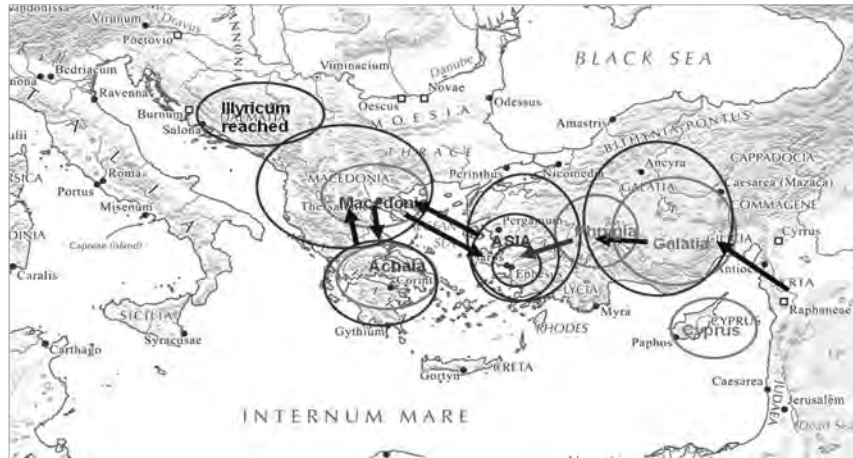 Virunum
Dravus
Poetovio
Bedriacum
Ravenna
Burnum
Salona
Illyricum
reached
DALMATIA
Viminacium
Danube
Oescus
Novae
MOESIA
Odessus
BLACK SEA
Amastris
BITHYNIA-PONTUS
THRACE
Perinthus
Nicomedia
Ancyra
CAPPADOCIA
GALATIA
Caesarea (Mazaca)
COMMAGENE
MACEDONIA
Macedonia
Roma
Portus
Misenum
Capreae (island)
Pergamum
ASIA
Ephesus
Galatia
Cyrrus
Raphaneae
Achaia
LYCIA
Myra
RHODES
CYPRUS
Cyprus
Paphos
Caralis
SICILIA
Syracusae
Gythium
Carthago
Gortyn
CRETA
Caesarea
JUDAEA
Jerusalem
Dead Sea
INTERNUM MARE